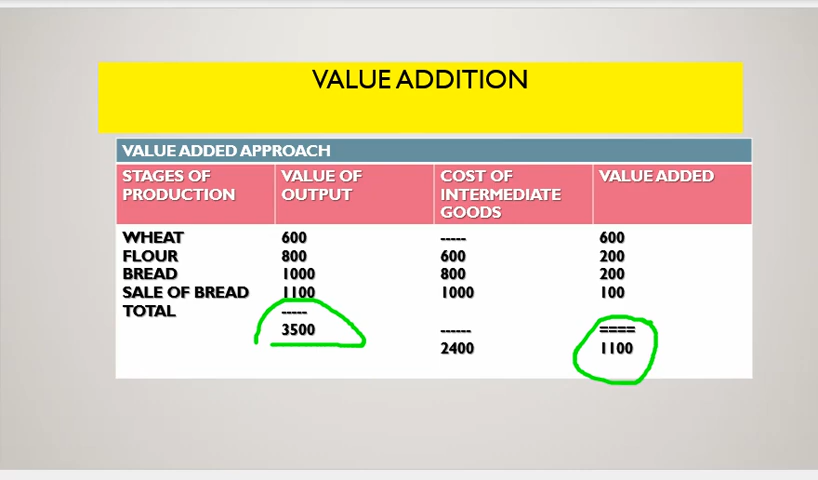 VALUE ADDITION
VALUE ADDED APPROACH
STAGES OF PRODUCTION VALUE OF OUTPUT COST OF INTERMEDIATE GOODS VALUE ADDED
WHEAT 600 ----- 600
FLOUR 800 600 200
BREAD 1000 800 200
SALE OF BREAD 1100 1000 100
TOTAL -----
3500 ------ ====
2400 1100